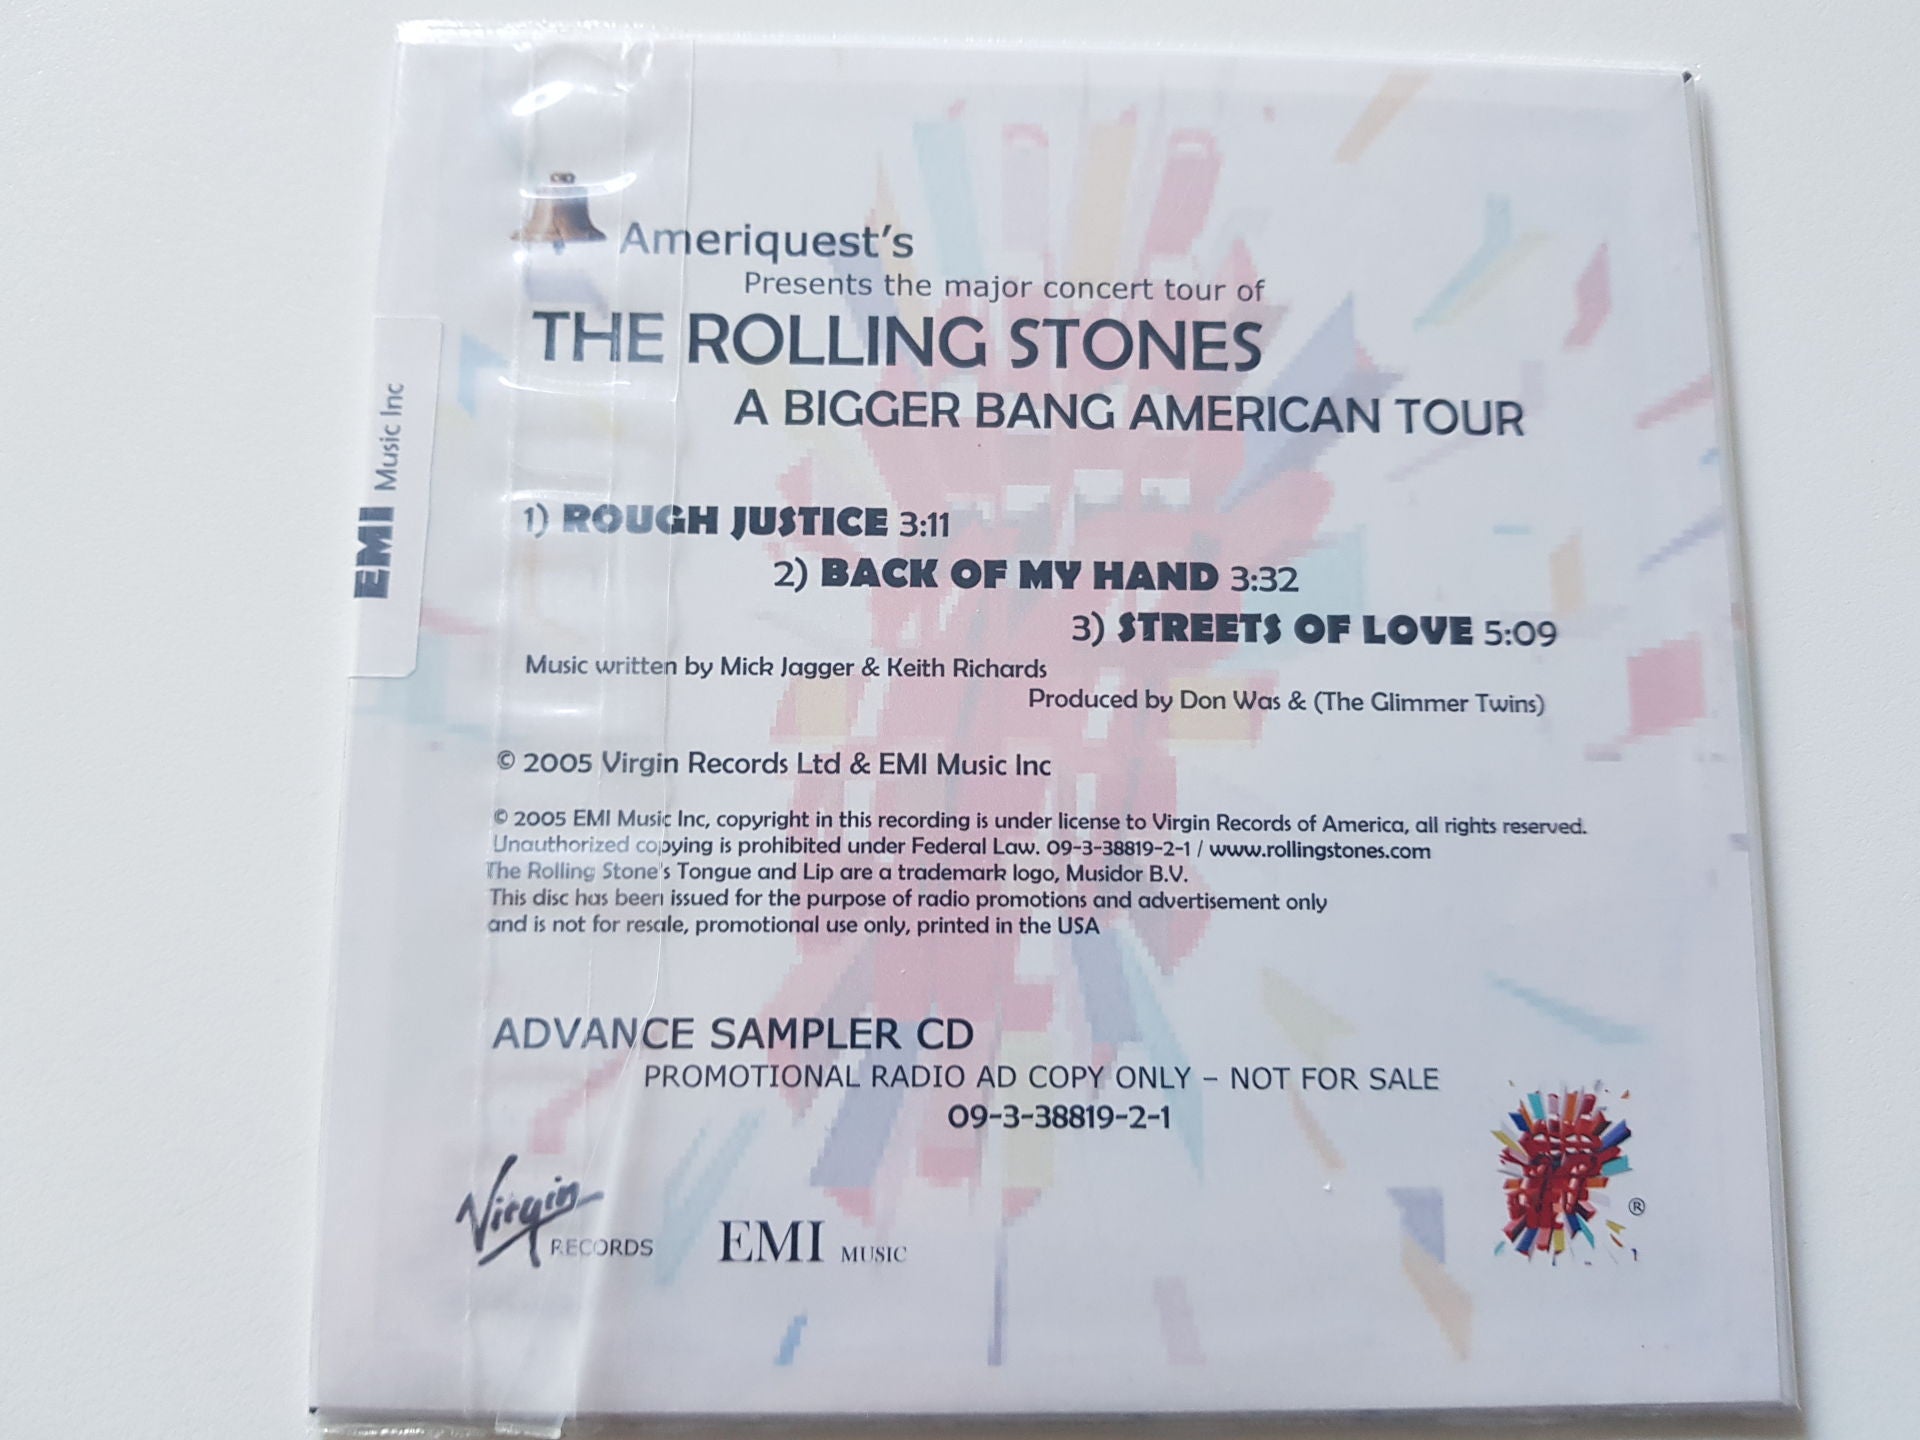 Ameriquest's
Presents the major concert tour of
THE ROLLING STONES
A BIGGER BANG AMERICAN TOUR
EMI Music Inc
1) ROUGH JUSTICE 3:11
2) BACK OF MY HAND 3:32
3) STREETS OF LOVE 5:09
Music written by Mick Jagger & Keith Richards
Produced by Don Was & (The Glimmer Twins)
© 2005 Virgin Records Ltd & EMI Music Inc
© 2005 EMI Music Inc, copyright in this recording is under license to Virgin Records of America, all rights reserved.
Unauthorized copying is prohibited under Federal Law. 09-3-38819-2-1 / www.rollingstones.com
The Rolling Stone's Tongue and Lip are a trademark logo, Musidor B.V.
This disc has been issued for the purpose of radio promotions and advertisement only
and is not for resale, promotional use only, printed in the USA
ADVANCE SAMPLER CD
PROMOTIONAL RADIO AD COPY ONLY – NOT FOR SALE
09-3-38819-2-1
Virgin
RECORDS
EMI MUSIC
®